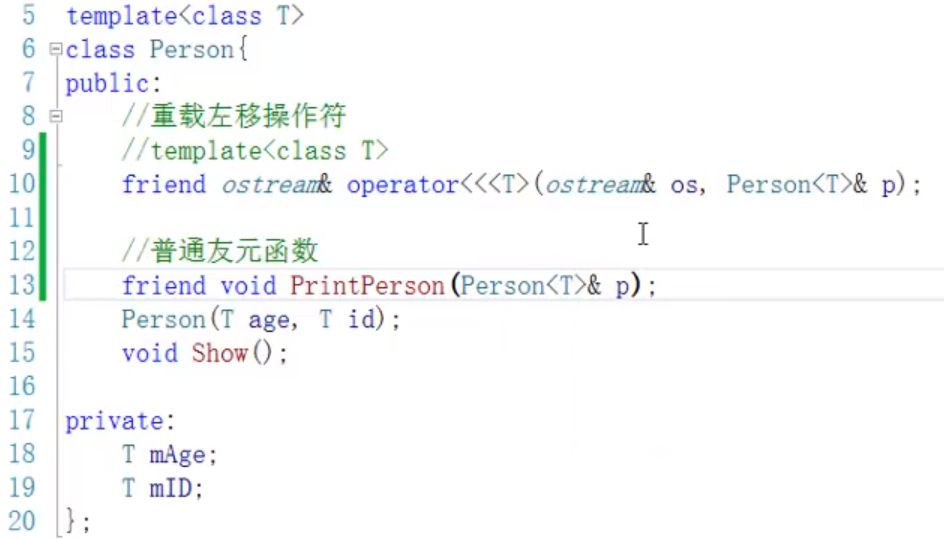 5 template<class T>
6 class Person{
7 public:
8 //重载左移操作符
9 //template<class T>
10 friend ostream& operator<<<T>(ostream& os, Person<T>& p);
11
12 //普通友元函数
13 friend void PrintPerson(Person<T>& p);
14 Person(T age, T id);
15 void Show();
16
17 private:
18 T mAge;
19 T mID;
20 };